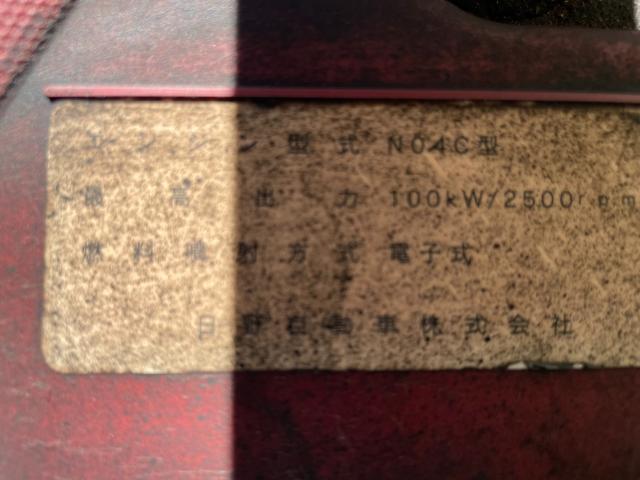 エンジン型式 N04C型
最高出力 100kW/2500rpm
燃料噴射方式 電子式
日野自動車株式会社